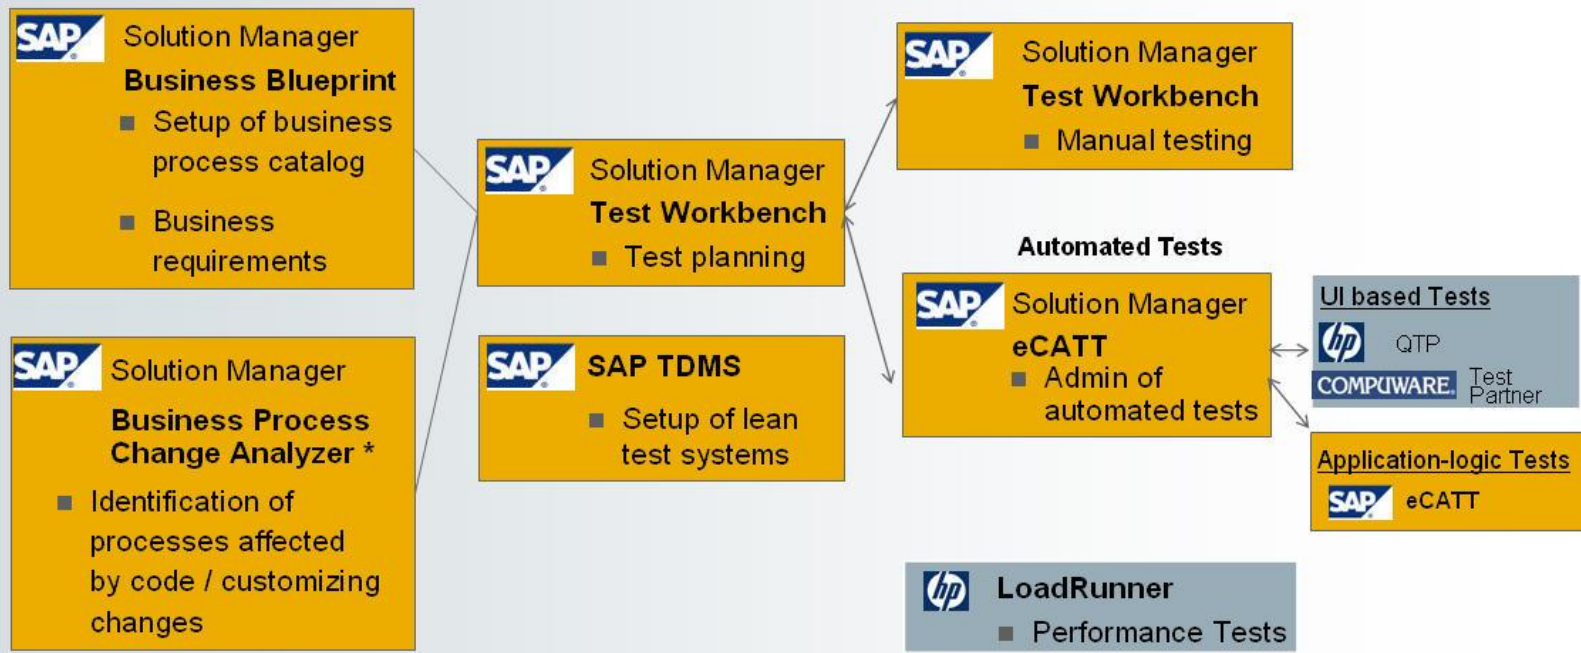 SAP Solution Manager
Business Blueprint
Setup of business
process catalog
Business
requirements
SAP Solution Manager
Business Process
Change Analyzer *
Identification of
processes affected
by code / customizing
changes
SAP Solution Manager
Test Workbench
Test planning
SAP SAP TDMS
Setup of lean
test systems
SAP Solution Manager
Test Workbench
Manual testing
Automated Tests
SAP Solution Manager
eCATT
Admin of
automated tests
UI based Tests
hp QTP
COMPUWARE. Test
Partner
Application-logic Tests
SAP eCATT
hp LoadRunner
Performance Tests